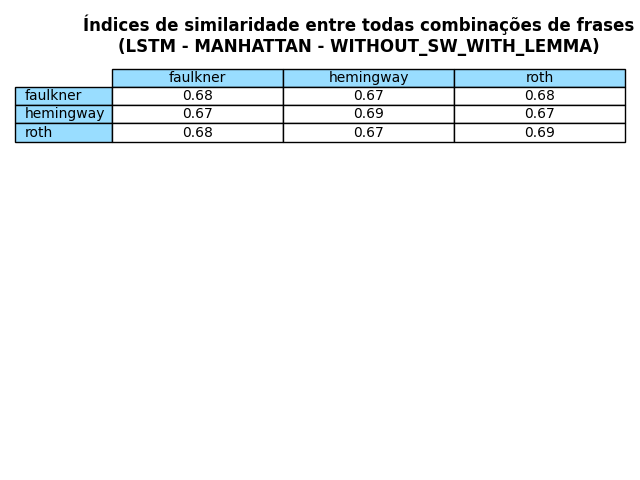 Índices de similaridade entre todas combinações de frases
(LSTM - MANHATTAN - WITHOUT_SW_WITH_LEMMA)
faulkner hemingway roth
faulkner 0.68 0.67 0.68
hemingway 0.67 0.69 0.67
roth 0.68 0.67 0.69